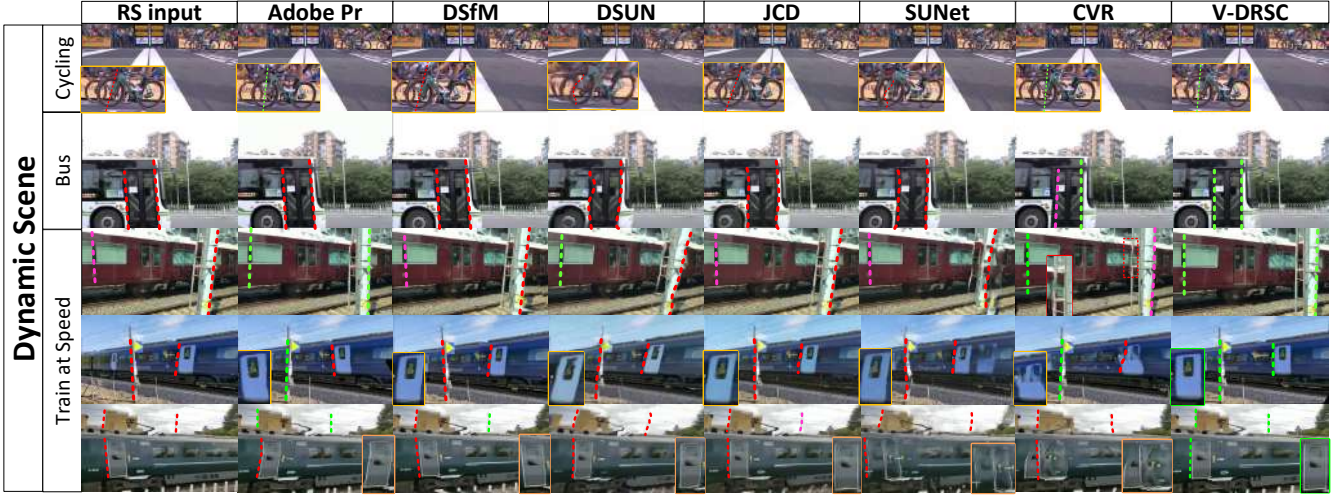 RS input Adobe Pr DSfM DSUN JCD SUNet CVR V-DRSC
Dynamic Scene
Cycling
Bus
Train at Speed